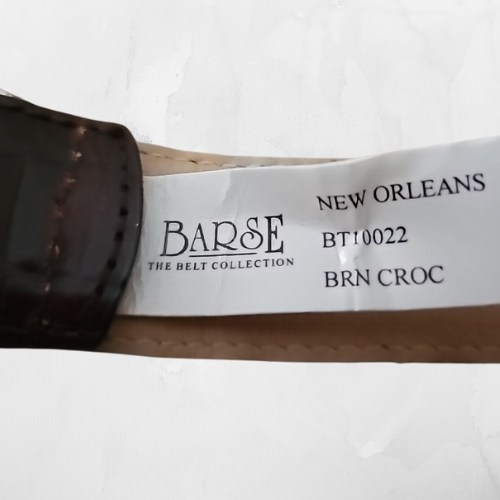 BARSE
THE BELT COLLECTION
NEW ORLEANS
BT10022
BRN CROC